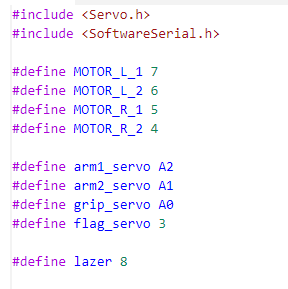 #include <Servo.h>
#include <SoftwareSerial.h>
#define MOTOR_L_1 7
#define MOTOR_L_2 6
#define MOTOR_R_1 5
#define MOTOR_R_2 4
#define arm1_servo A2
#define arm2_servo A1
#define grip_servo A0
#define flag_servo 3
#define lazer 8